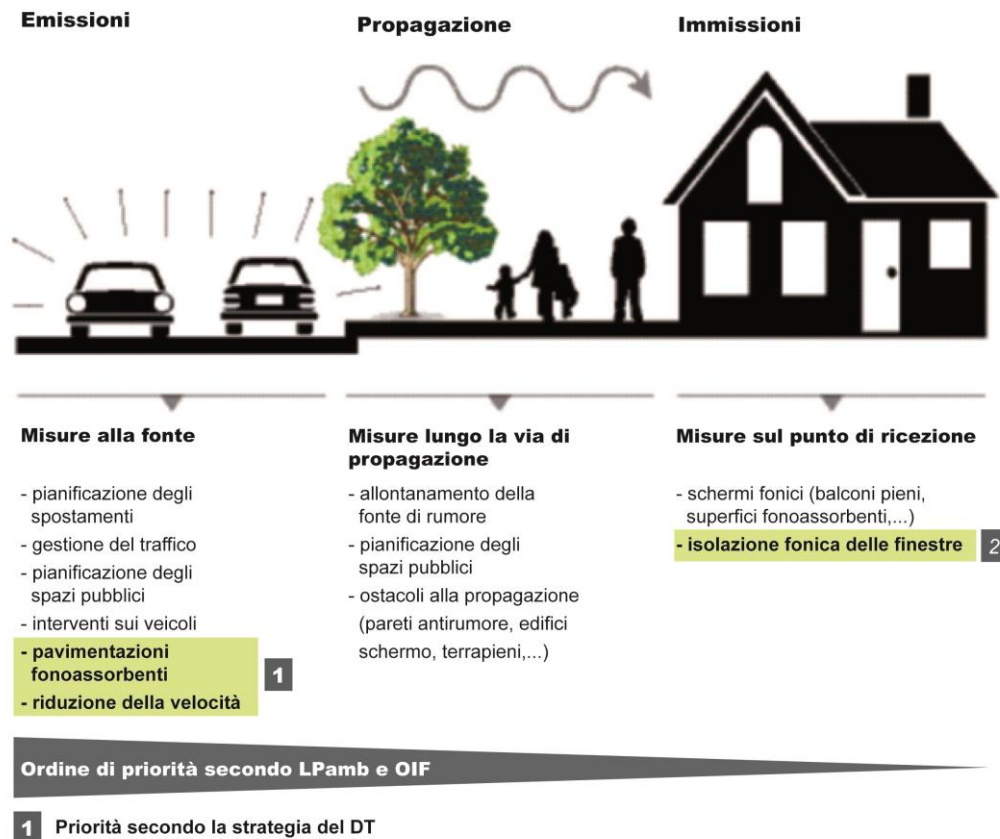 Emissioni
Propagazione
Immissioni
Misure alla fonte
- pianificazione degli
spostamenti
- gestione del traffico
- pianificazione degli
spazi pubblici
- interventi sui veicoli
- pavimentazioni
fonoassorbenti
- riduzione della velocità
1
Misure lungo la via di
propagazione
- allontanamento della
fonte di rumore
- pianificazione degli
spazi pubblici
- ostacoli alla propagazione
(pareti antirumore, edifici
schermo, terrapieni,...)
Misure sul punto di ricezione
- schermi fonici (balconi pieni,
superfici fonoassorbenti,...)
- isolazione fonica delle finestre
2
Ordine di priorità secondo LPamb e OIF
1 Priorità secondo la strategia del DT